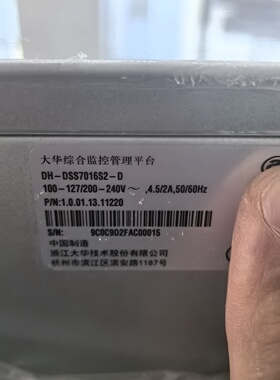 大华综合监控管理平台
DH-DSS7016S2-D
100-127/200-240V～ ,4.5/2A,50/60Hz
P/N:1.0.01.13.11220
S/N: 9C0C9D2FAC00015
中国制造
浙江大华技术股份有限公司
杭州市滨江区滨安路1187号